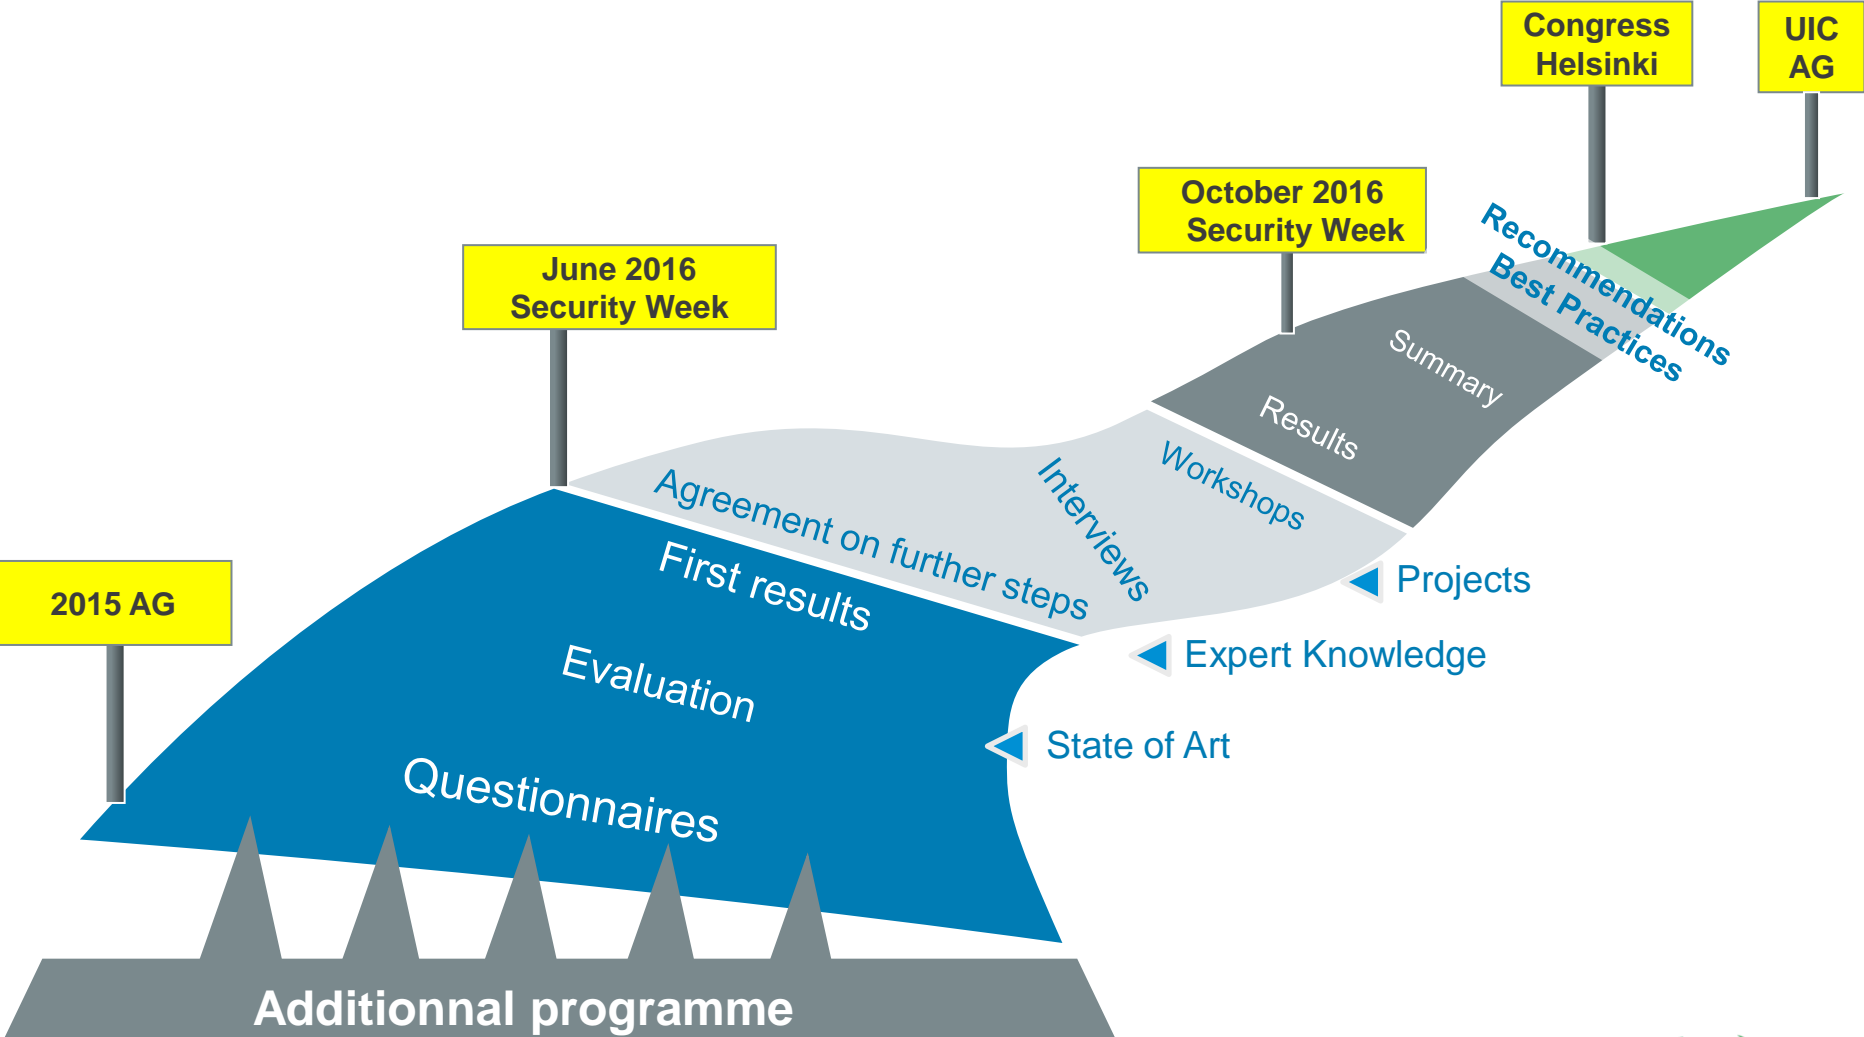 Congress
Helsinki
UIC
AG
October 2016
Security Week
Recommendations
Best Practices
June 2016
Security Week
Summary
Results
Workshops
Interviews
Agreement on further steps
First results
2015 AG
Projects
Expert Knowledge
Evaluation
State of Art
Questionnaires
Additionnal programme